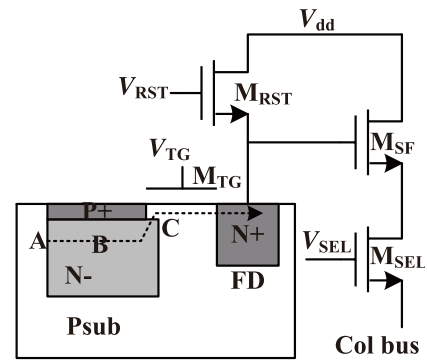 Vdd
VRST
MRST
VTG
MTG
MSF
P+
A
B
C
N+
N-
FD
VSEL
MSEL
Psub
Col bus